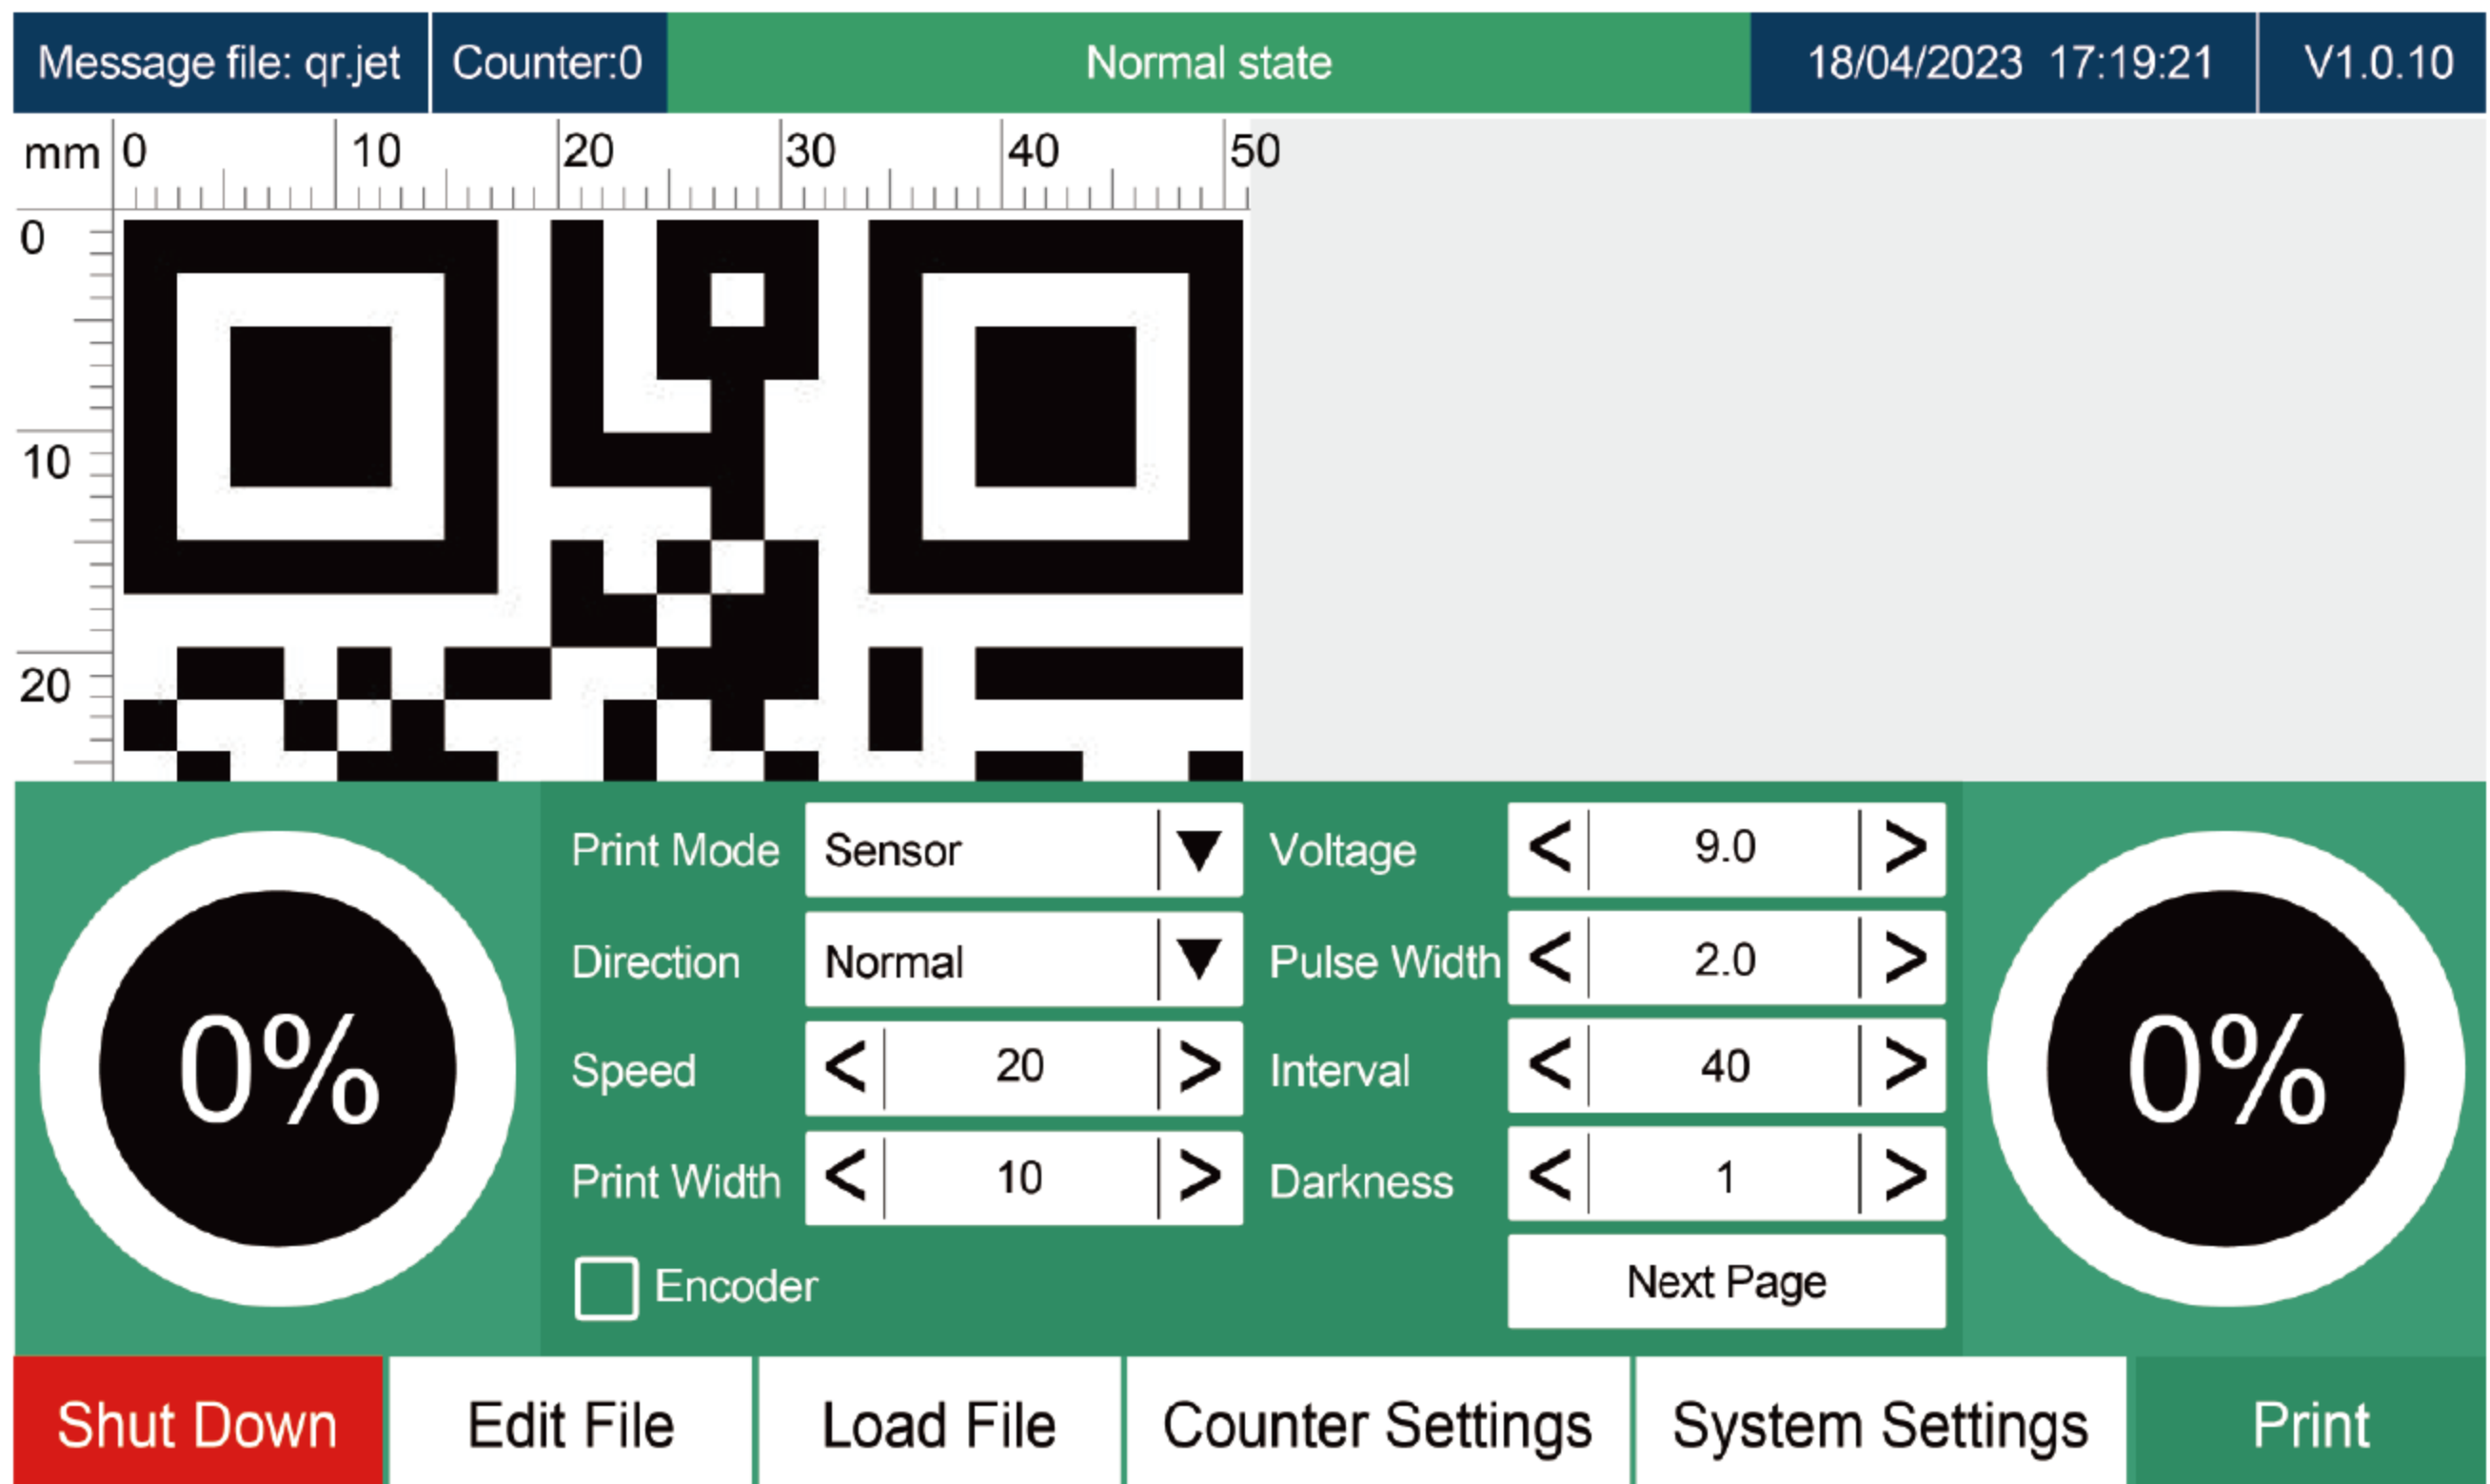 Message file: qr.jet Counter:0 Normal state 18/04/2023 17:19:21 V1.0.10
mm 0 10 20 30 40 50
0
10
20
Print Mode Sensor Voltage < 9.0 >
Direction Normal Pulse Width < 2.0 >
0% Speed < 20 > Interval < 40 > 0%
Print Width < 10 > Darkness < 1 >
Encoder Next Page
Shut Down Edit File Load File Counter Settings System Settings Print